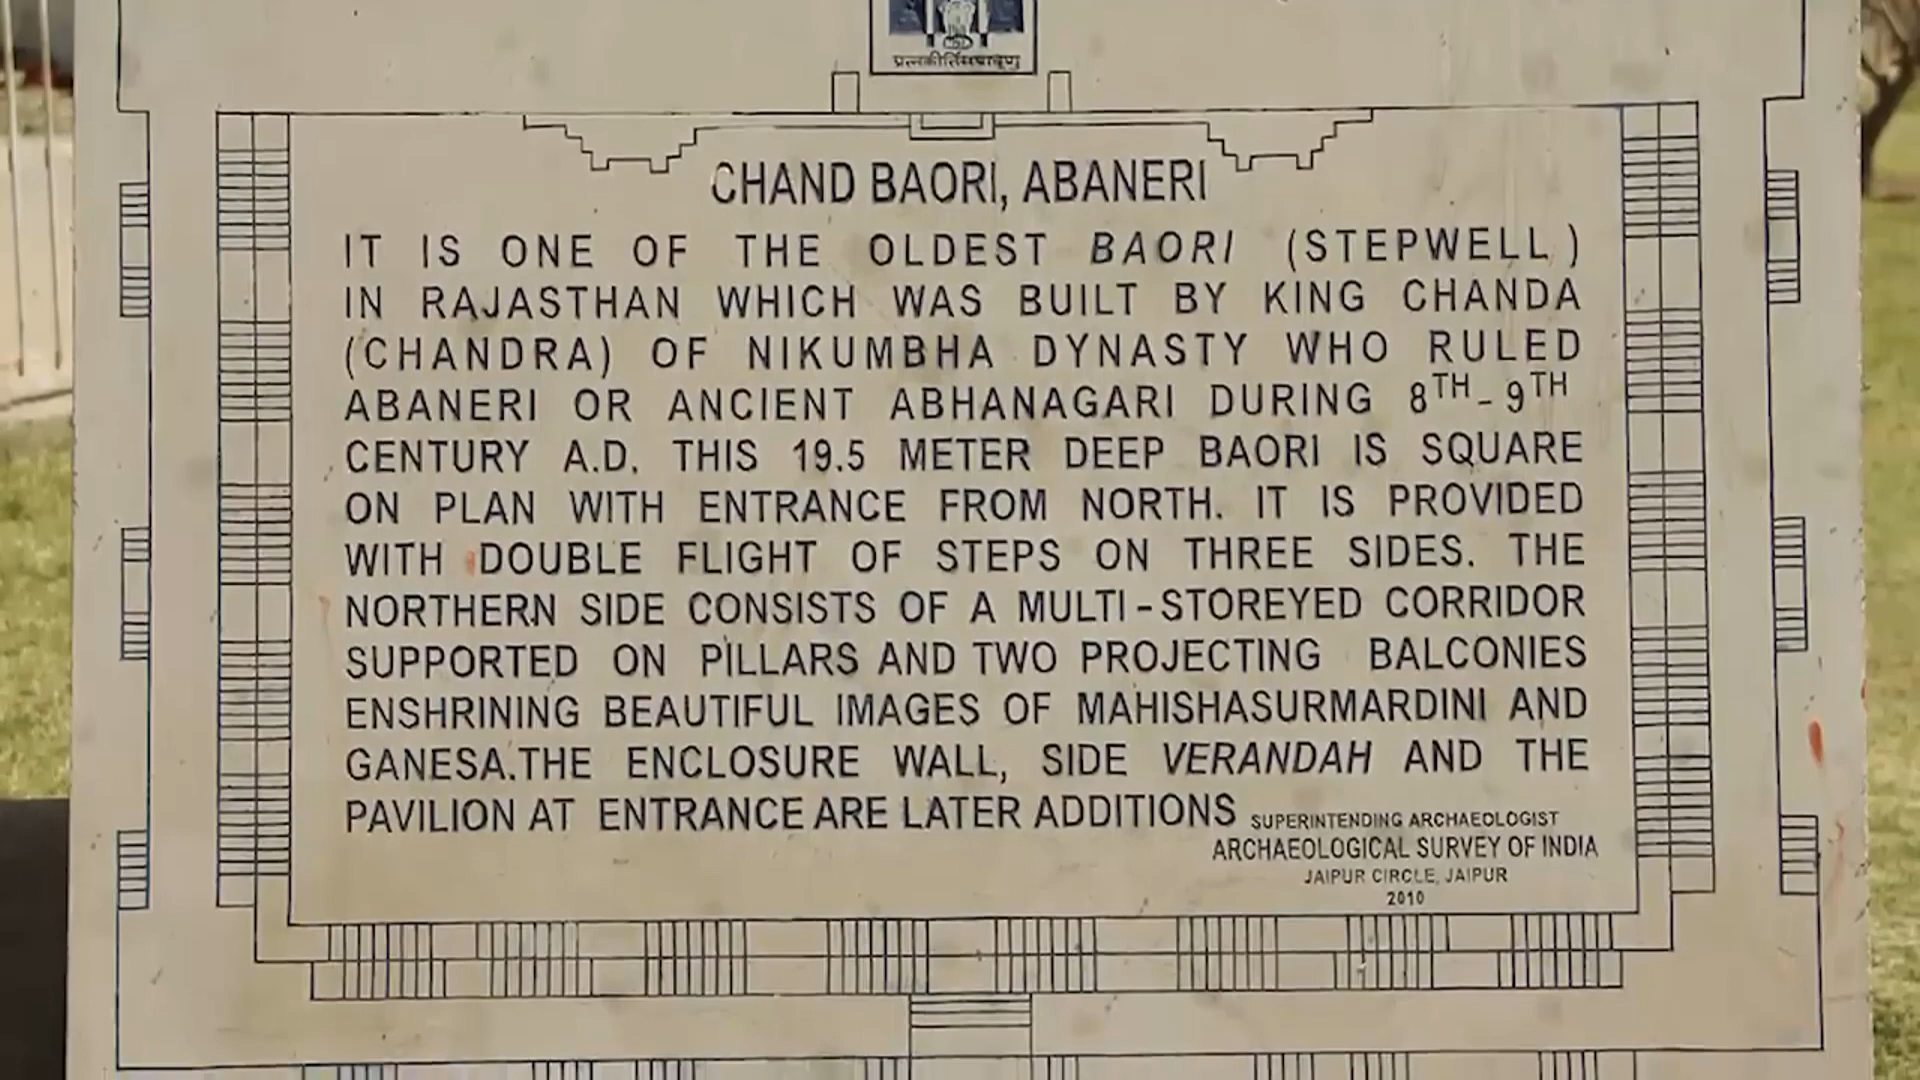 प्रत्नकीर्तिमपावृणु
CHAND BAORI, ABANERI
IT IS ONE OF THE OLDEST BAORI (STEPWELL)
IN RAJASTHAN WHICH WAS BUILT BY KING CHANDA
(CHANDRA) OF NIKUMBHA DYNASTY WHO RULED
ABANERI OR ANCIENT ABHANAGARI DURING 8TH-9TH
CENTURY A.D. THIS 19.5 METER DEEP BAORI IS SQUARE
ON PLAN WITH ENTRANCE FROM NORTH. IT IS PROVIDED
WITH DOUBLE FLIGHT OF STEPS ON THREE SIDES. THE
NORTHERN SIDE CONSISTS OF A MULTI-STOREYED CORRIDOR
SUPPORTED ON PILLARS AND TWO PROJECTING BALCONIES
ENSHRINING BEAUTIFUL IMAGES OF MAHISHASURMARDINI AND
GANESA.THE ENCLOSURE WALL, SIDE VERANDAH AND THE
PAVILION AT ENTRANCE ARE LATER ADDITIONS
SUPERINTENDING ARCHAEOLOGIST
ARCHAEOLOGICAL SURVEY OF INDIA
JAIPUR CIRCLE, JAIPUR
2010